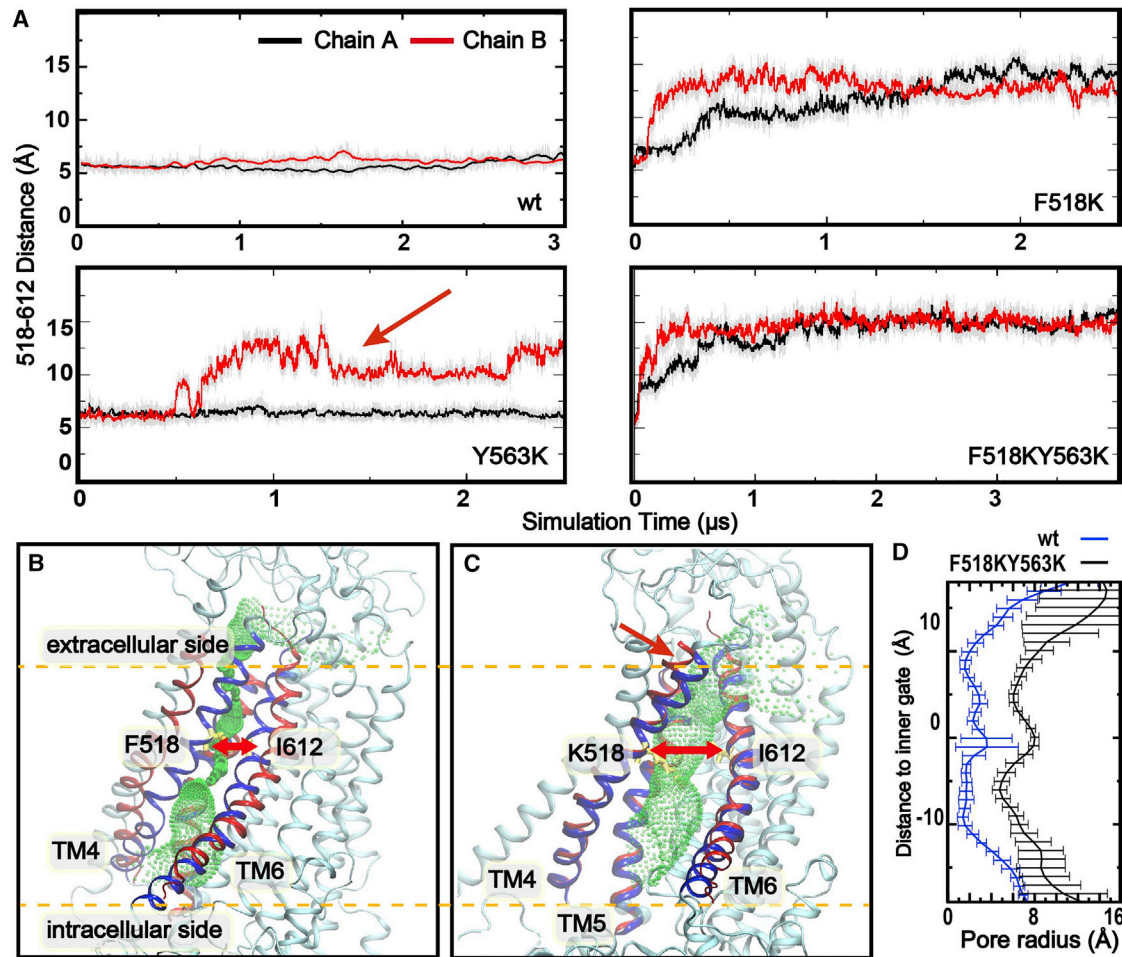 A
Chain A Chain B
518-612 Distance (Å)
15
10
5
0
wt
0 1 2 3
F518K
0 1 2
15
10
5
0
Y563K
0 1 2
F518KY563K
0 1 2 3
Simulation Time (µs)
B
extracellular side
F518 I612
TM4
TM6
intracellular side
C
K518 I612
TM4
TM6
TM5
D
wt
F518KY563K
Distance to inner gate (Å)
10
0
-10
0 8 16
Pore radius (Å)